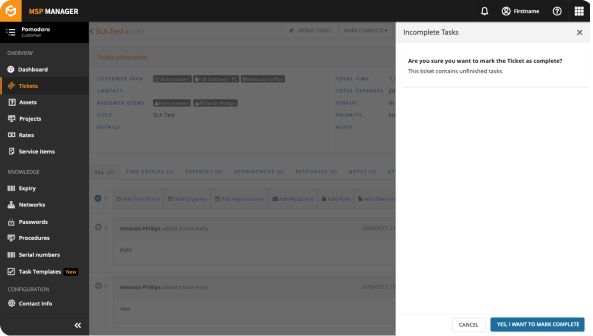 MSP MANAGER
Firstname
Pomodoro
Customer
OVERVIEW
Dashboard
Tickets
Assets
Projects
Rates
Service Items
KNOWLEDGE
Expiry
Networks
Passwords
Procedures
Serial numbers
Task Templates New
CONFIGURATION
Contact Info
SLA Test
MERGE TICKET
MARK COMPLETE
Ticket Information
CUSTOMER INFO
CONTACT
ASSIGNED USERS Amanda Phillips
TITLE SLA Test
DETAILS
TOTAL TIME
TOTAL EXPENSES
STATUS
PRIORITY
ASSET
ALL (2) TIME ENTRIES (2) EXPENSES (0) APPOINTMENT (0) RESPONSES (0) NOTES (0)
Add Time Entry Add Expense Add Appointment Add Response Add Note
Amanda Phillips added a time entry
Amanda Phillips added a time entry
new
Incomplete Tasks
Are you sure you want to mark the Ticket as complete?
This ticket contains unfinished tasks.
CANCEL YES, I WANT TO MARK COMPLETE